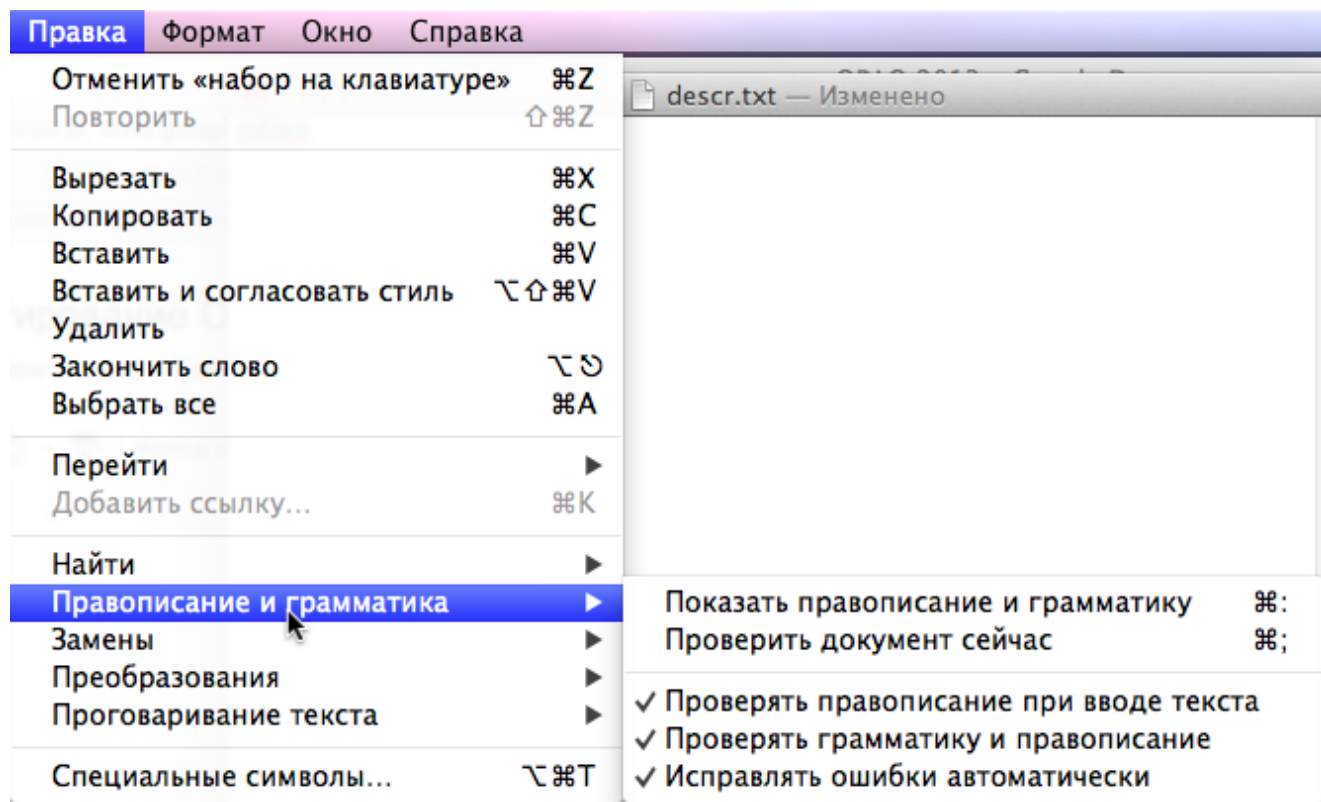 Правка Формат Окно Справка
Отменить «набор на клавиатуре» ⌘Z
Повторить ⇧⌘Z
Вырезать ⌘X
Копировать ⌘C
Вставить ⌘V
Вставить и согласовать стиль ⌥⇧⌘V
Удалить
Закончить слово ⌥⎋
Выбрать все ⌘A
Перейти ▶
Добавить ссылку... ⌘K
Найти ▶
Правописание и грамматика ▶
Замены ▶
Преобразования ▶
Проговаривание текста ▶
Специальные символы... ⌥⌘T
descr.txt — Изменено
Показать правописание и грамматику ⌘:
Проверить документ сейчас ⌘;
✓ Проверять правописание при вводе текста
✓ Проверять грамматику и правописание
✓ Исправлять ошибки автоматически